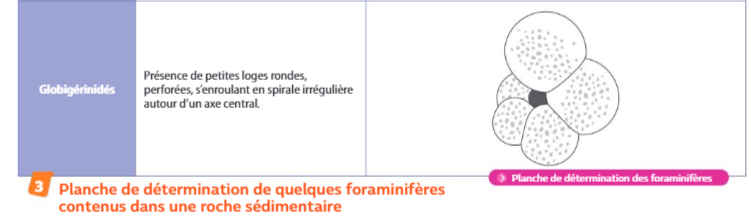 Globigérinidés
Présence de petites loges rondes,
perforées, s'enroulant en spirale irrégulière
autour d'un axe central.
Planche de détermination des foraminifères
3 Planche de détermination de quelques foraminifères
contenus dans une roche sédimentaire